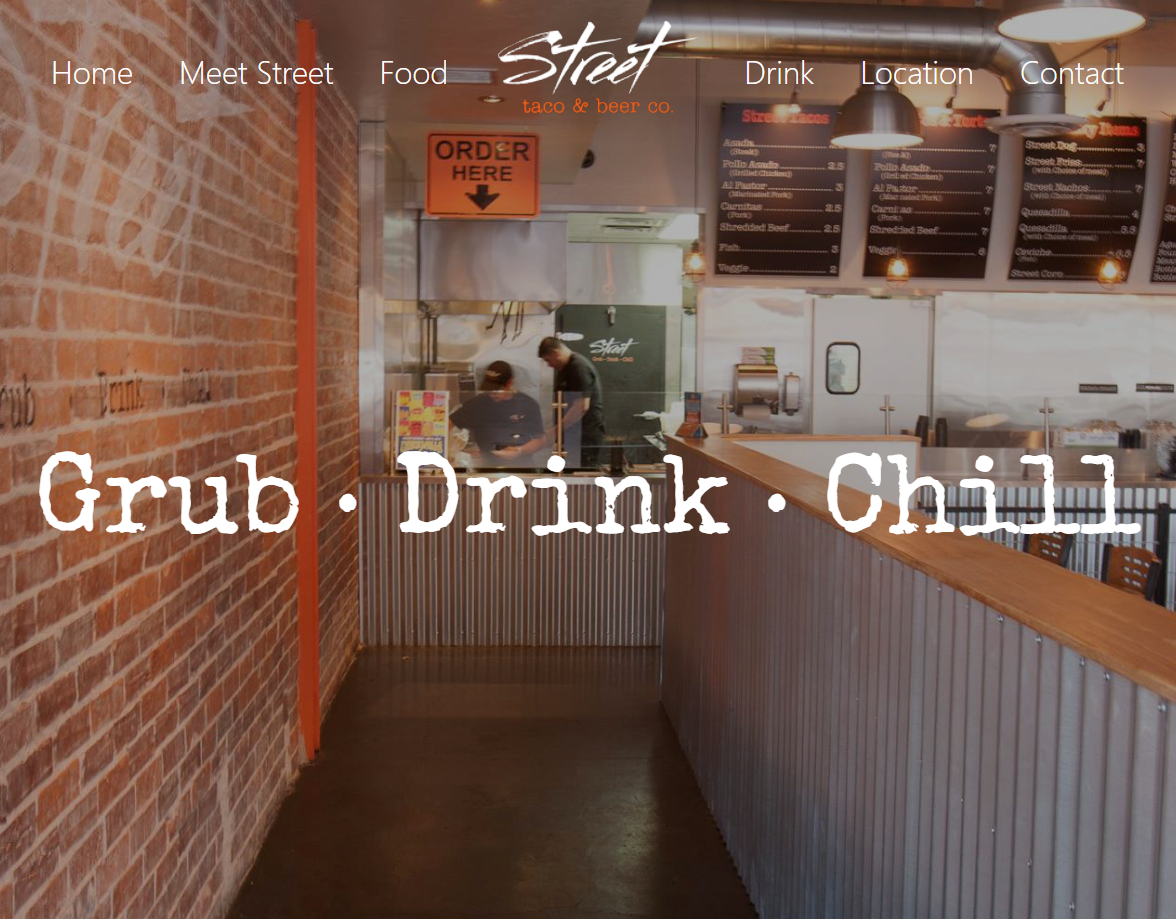 Home Meet Street Food Drink Location Contact
Street
taco & beer co.
ORDER
HERE
Street Tacos
Asada
(Steak)
Pollo Asado 2.5
(Grilled Chicken)
Al Pastor 3
(Marinated Pork)
Carnitas 2.5
(Pork)
Shredded Beef 2.5
Fish 3
Veggie 2
(Steak) 7
Pollo Asado 7
(Grilled Chicken)
Al Pastor 7
(Marinated Pork)
Carnitas 7
(Pork)
Shredded Beef 7
Veggie 6
Items
Street Dog 3
Street Fries 7
(with Choice of meat)
Street Nachos 7
(with Choice of meat)
Quesadilla 4
Quesadilla 5.5
(with Choice of meat)
Ceviche
(Fish)
Street Corn
Street
Grub · Drink · Chill
Drink
Grub · Drink · Chill